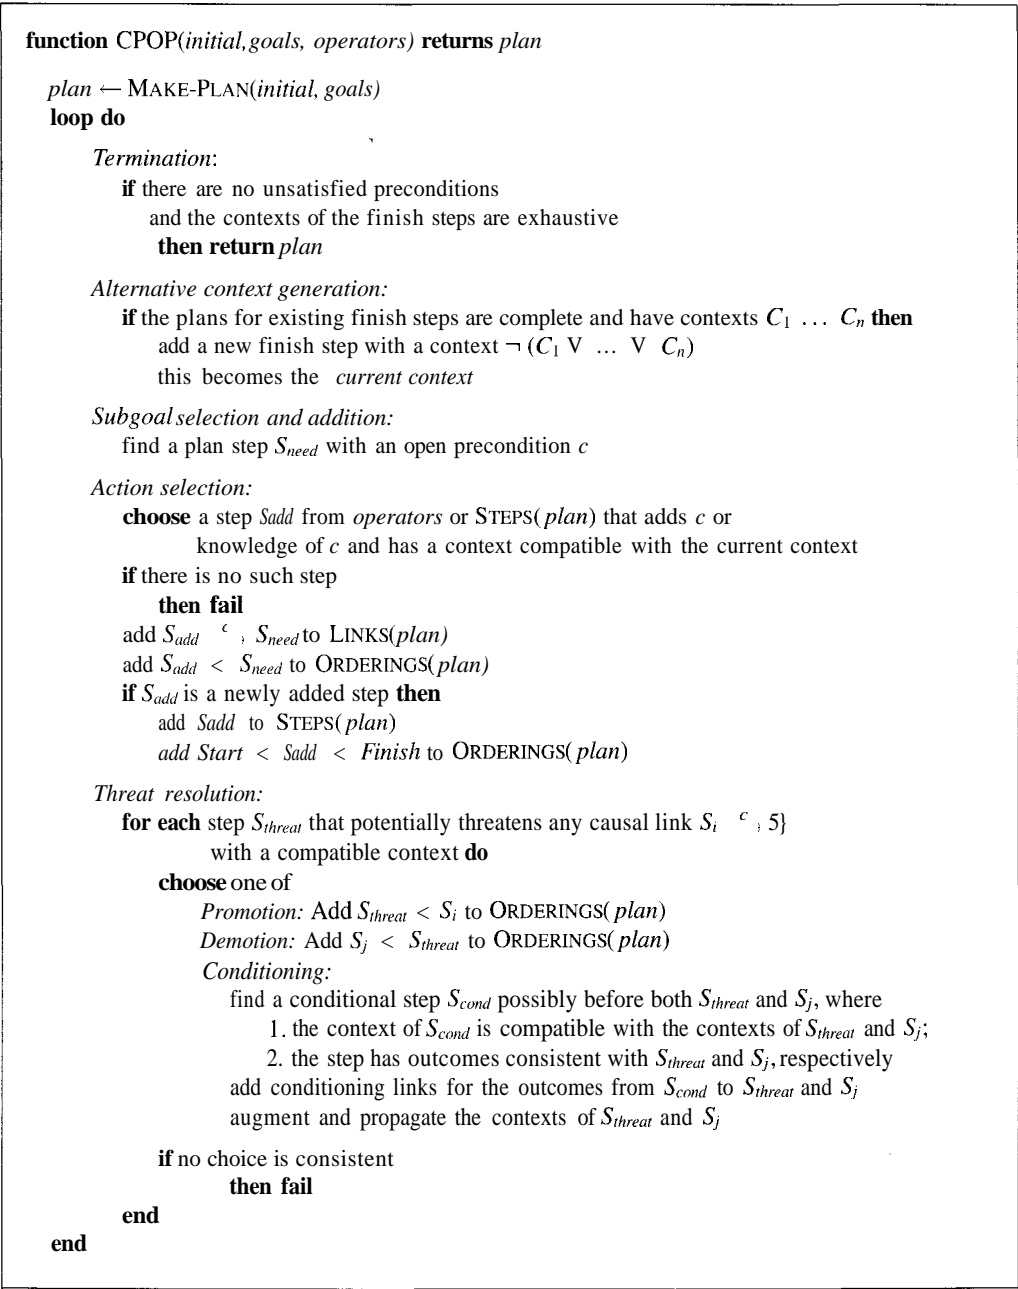 function CPOP(initial, goals, operators) returns plan
plan ← MAKE-PLAN(initial, goals)
loop do
Termination:
if there are no unsatisfied preconditions
and the contexts of the finish steps are exhaustive
then return plan
Alternative context generation:
if the plans for existing finish steps are complete and have contexts C1 ... Cn then
add a new finish step with a context ¬ (C1 V ... V Cn)
this becomes the current context
Subgoal selection and addition:
find a plan step Sneed with an open precondition c
Action selection:
choose a step Sadd from operators or STEPS(plan) that adds c or
knowledge of c and has a context compatible with the current context
if there is no such step
then fail
add Sadd c , Sneed to LINKS(plan)
add Sadd < Sneed to ORDERINGS(plan)
if Sadd is a newly added step then
add Sadd to STEPS(plan)
add Start < Sadd < Finish to ORDERINGS(plan)
Threat resolution:
for each step Sthreat that potentially threatens any causal link Si c , 5}
with a compatible context do
choose one of
Promotion: Add Sthreat < Si to ORDERINGS(plan)
Demotion: Add Sj < Sthreat to ORDERINGS(plan)
Conditioning:
find a conditional step Scond possibly before both Sthreat and Sj, where
1. the context of Scond is compatible with the contexts of Sthreat and Sj;
2. the step has outcomes consistent with Sthreat and Sj, respectively
add conditioning links for the outcomes from Scond to Sthreat and Sj
augment and propagate the contexts of Sthreat and Sj
if no choice is consistent
then fail
end
end